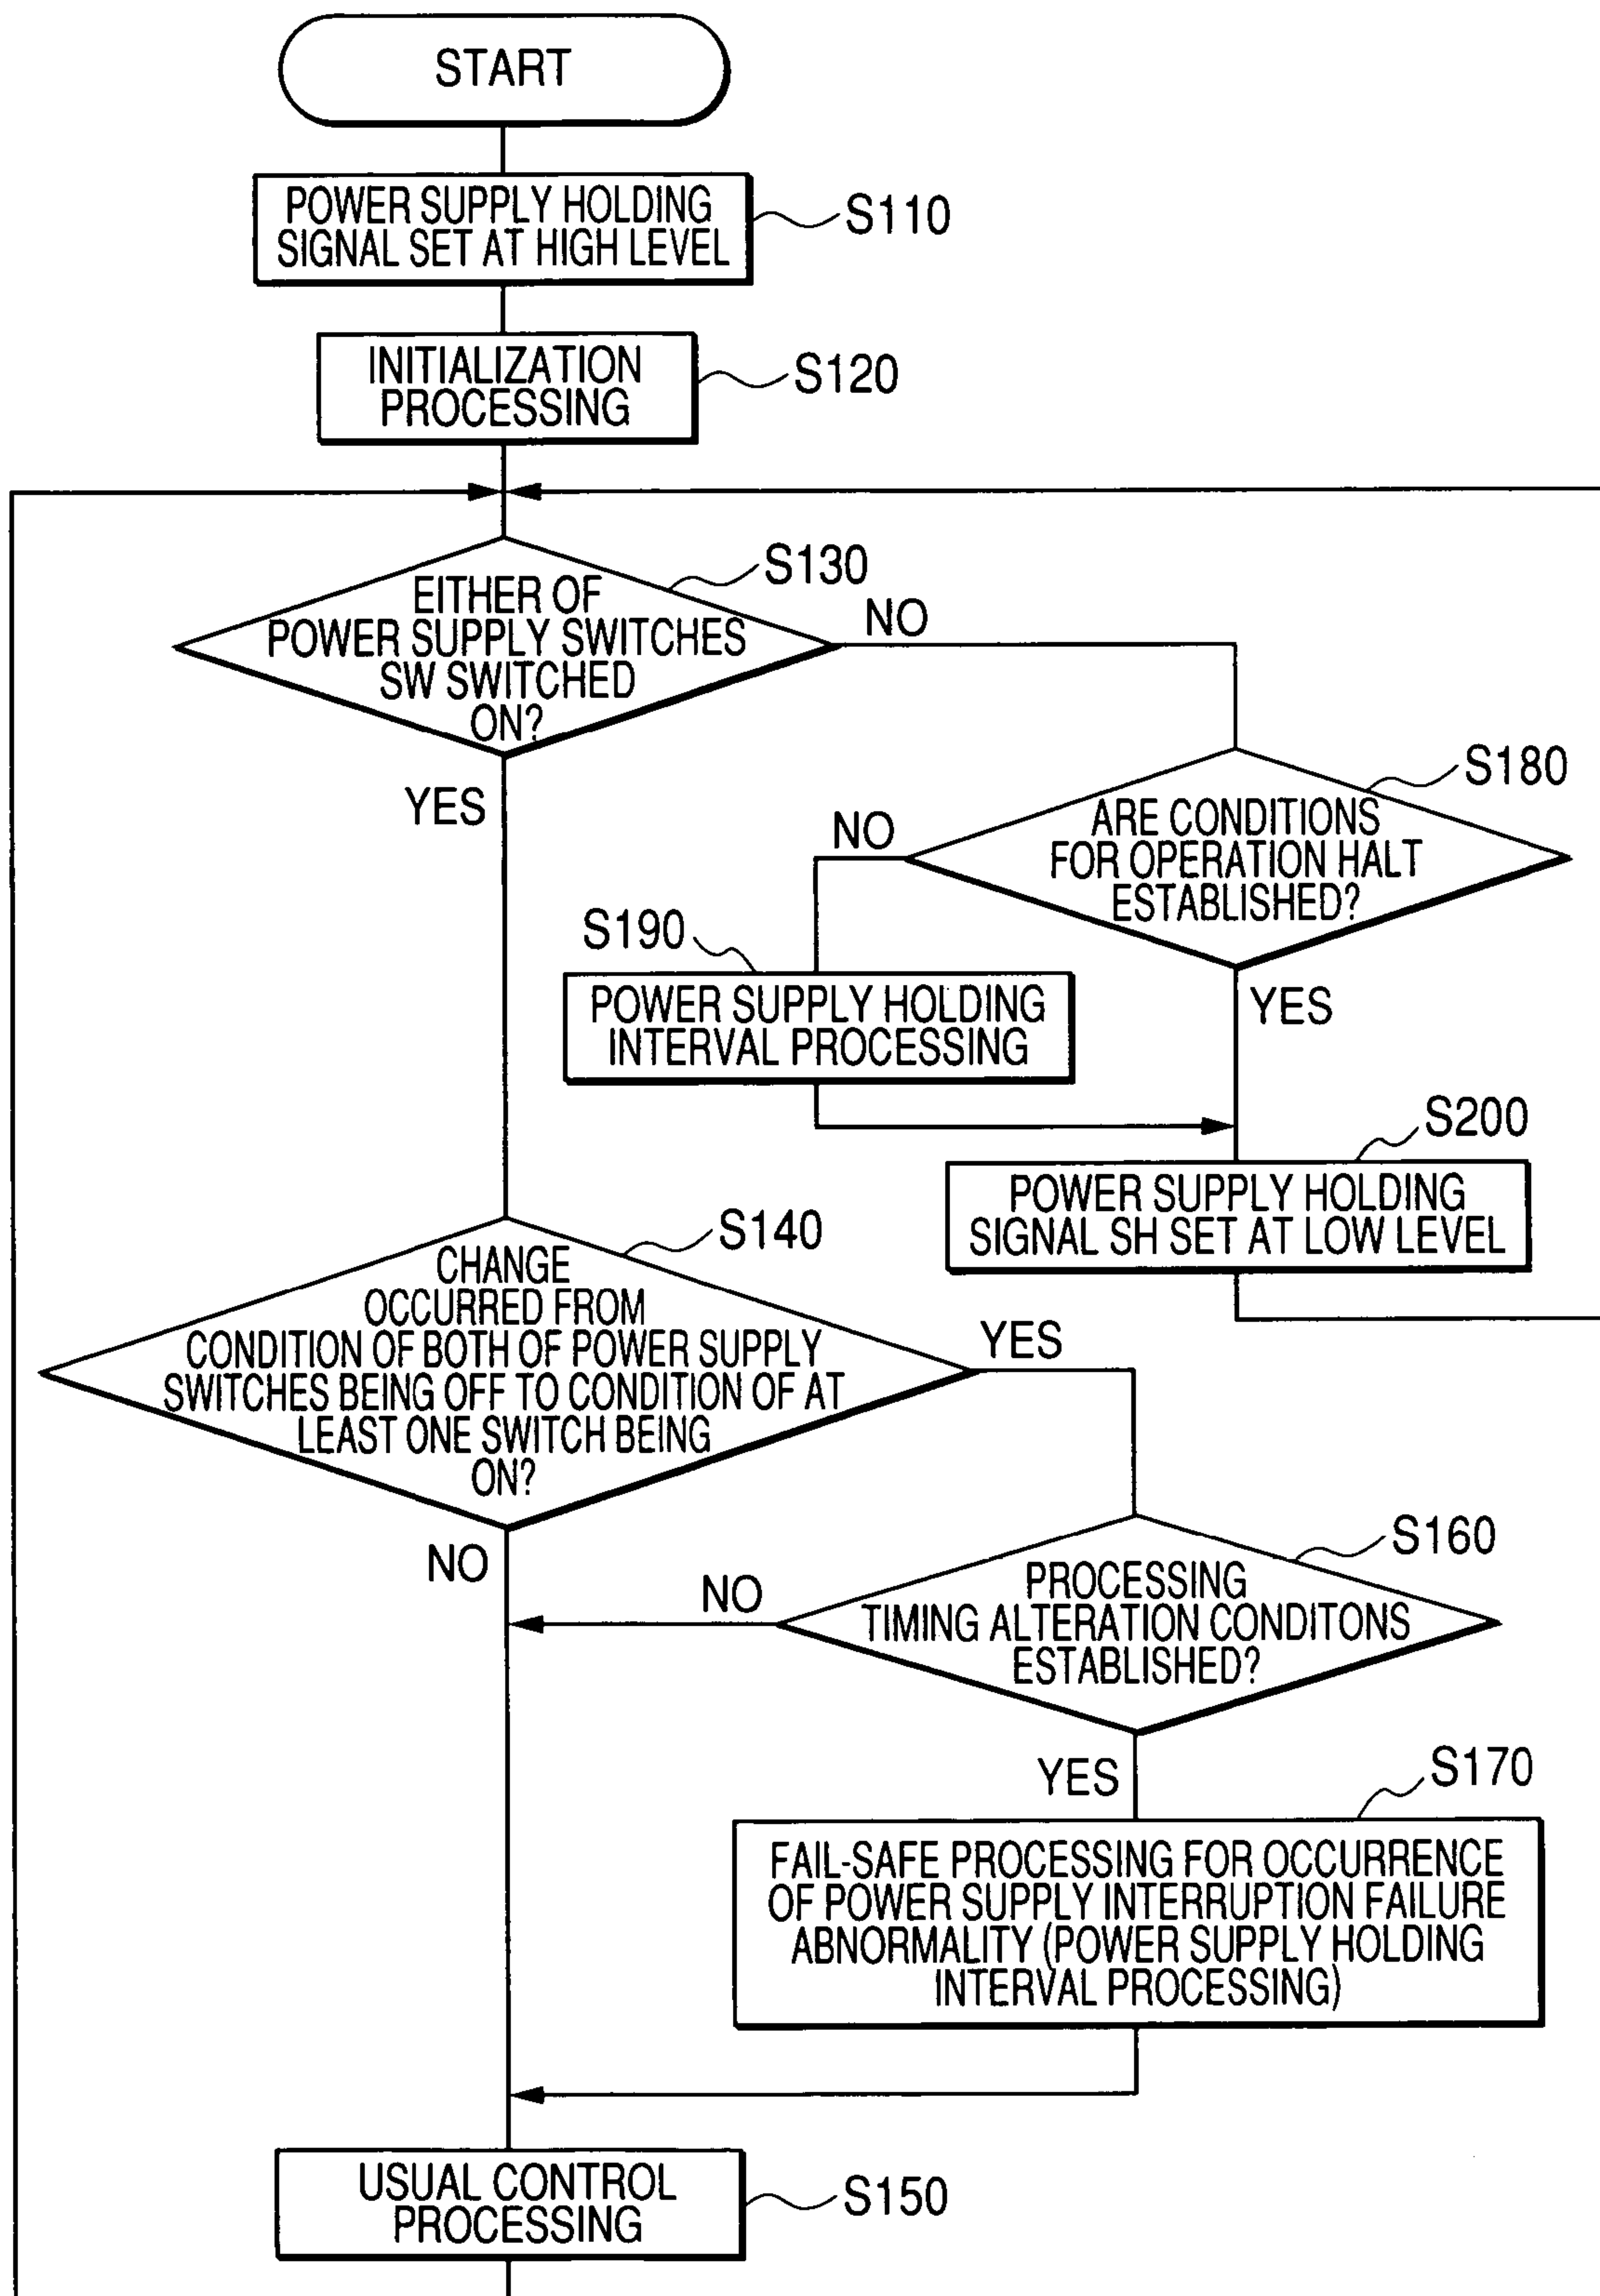 START
POWER SUPPLY HOLDING
SIGNAL SET AT HIGH LEVEL
S110
INITIALIZATION
PROCESSING
S120
S130
EITHER OF
POWER SUPPLY SWITCHES
SW SWITCHED
ON?
NO
YES
S180
ARE CONDITIONS
FOR OPERATION HALT
ESTABLISHED?
NO
YES
S190
POWER SUPPLY HOLDING
INTERVAL PROCESSING
S200
POWER SUPPLY HOLDING
SIGNAL SH SET AT LOW LEVEL
S140
CHANGE
OCCURRED FROM
CONDITION OF BOTH OF POWER SUPPLY
SWITCHES BEING OFF TO CONDITION OF AT
LEAST ONE SWITCH BEING
ON?
YES
NO
S160
PROCESSING
TIMING ALTERATION CONDITONS
ESTABLISHED?
NO
YES
S170
FAIL-SAFE PROCESSING FOR OCCURRENCE
OF POWER SUPPLY INTERRUPTION FAILURE
ABNORMALITY (POWER SUPPLY HOLDING
INTERVAL PROCESSING)
USUAL CONTROL
PROCESSING
S150